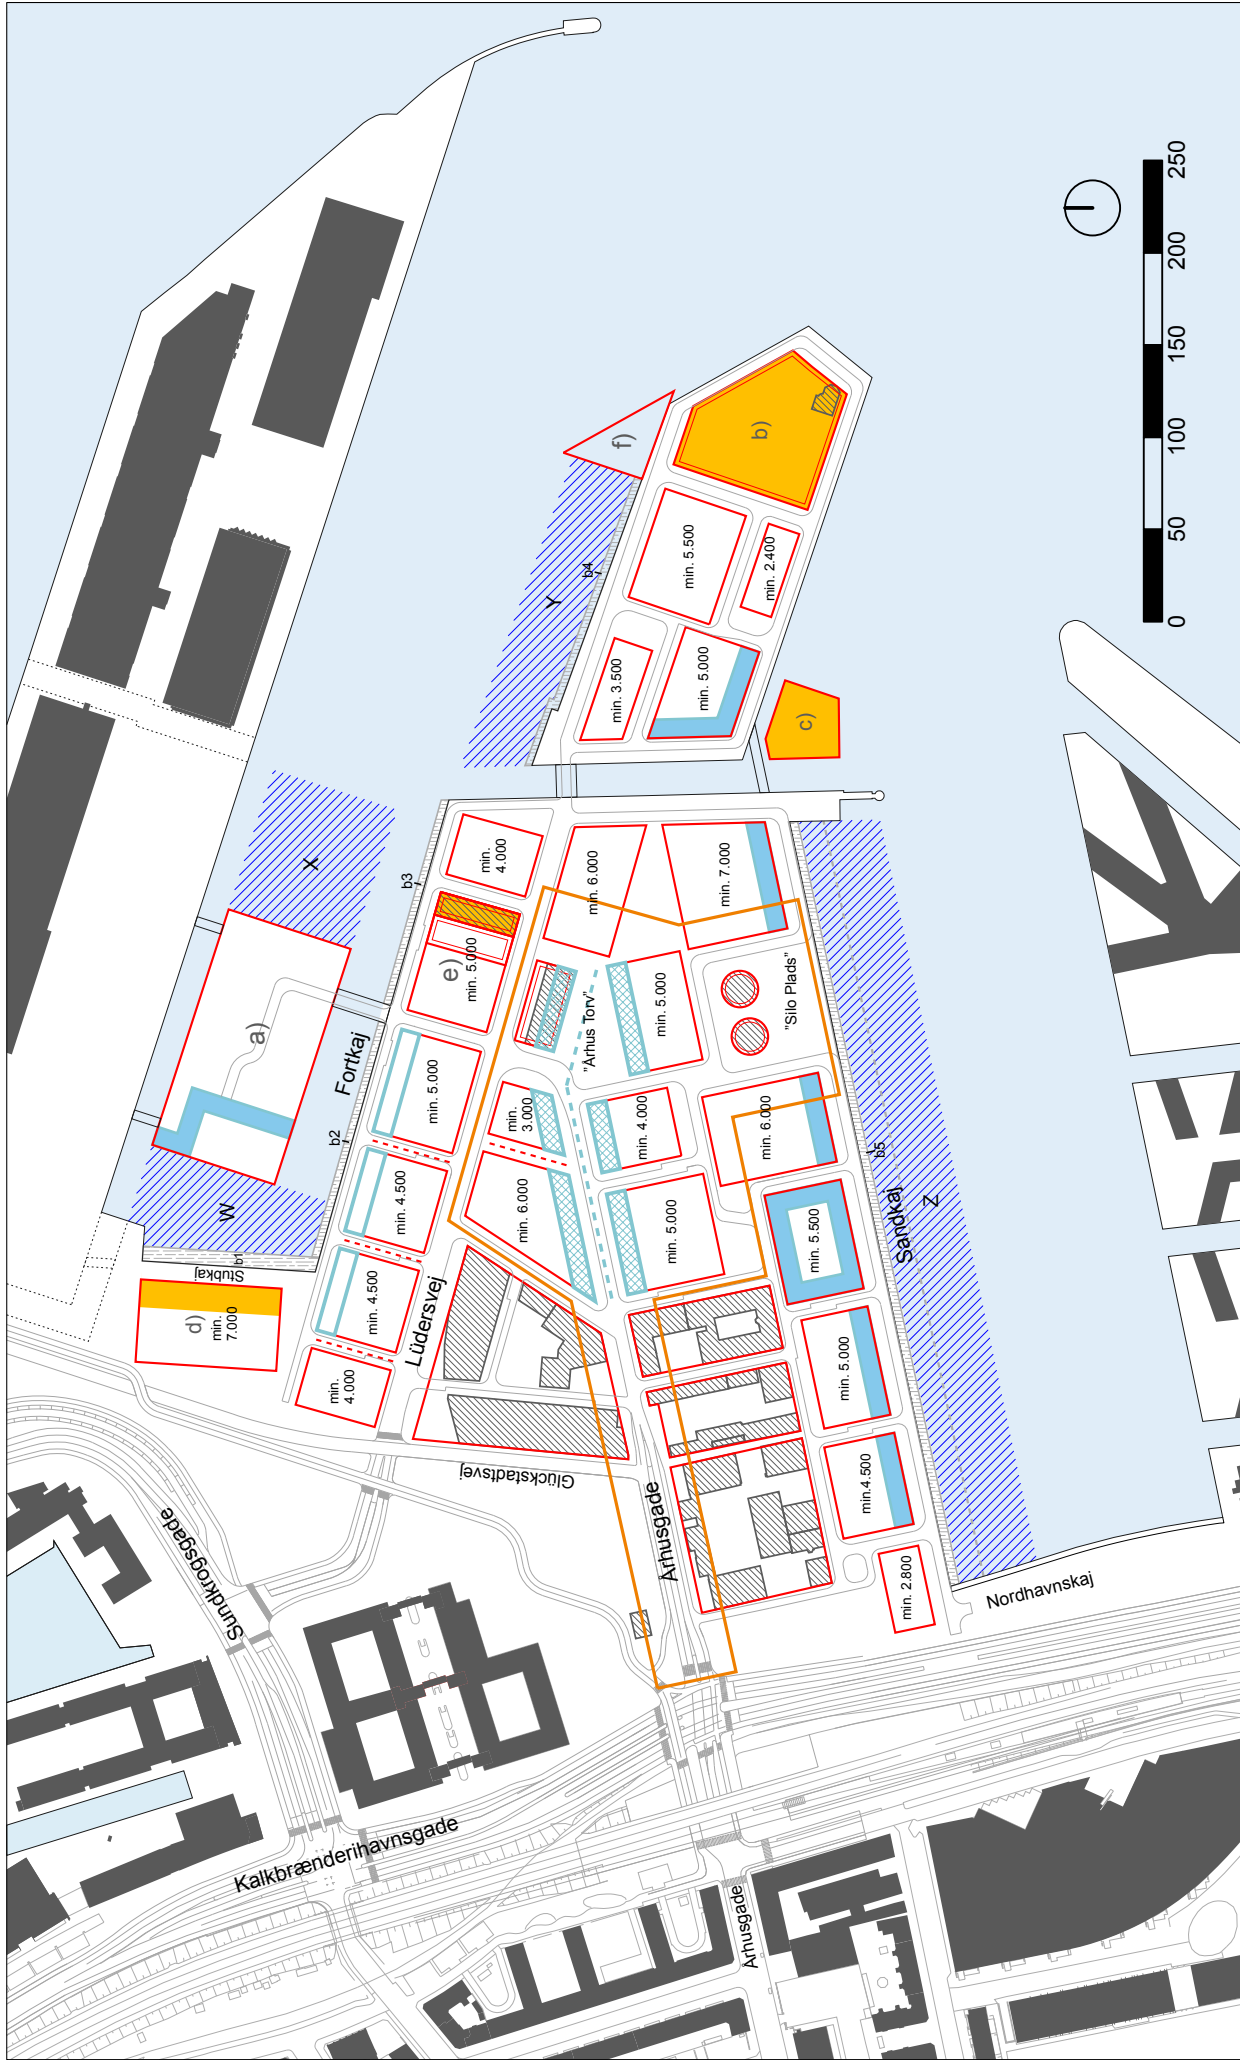 a)
X
W
Fortkaj
b2
b3
b1
Stubkaj
d)
min.
7.000
min.
4.000
min. 4.500
min. 4.500
min. 5.000
e)
min. 5.000
min.
4.000
Lüdersvej
Glückstadtsvej
Sundkrogsgade
Kalkbrænderihavnsgade
Århusgade
Århusgade
min. 6.000
min.
3.000
"Århus Torv"
min. 6.000
min. 7.000
min. 5.000
min. 4.000
min. 5.000
"Silo Plads"
min. 6.000
min. 5.500
min. 5.000
min.4.500
min. 2.800
Nordhavnskaj
Sandkaj
b5
Z
Y
b4
f)
b)
c)
min. 3.500
min. 5.000
min. 5.500
min. 2.400
0
50
100
150
200
250